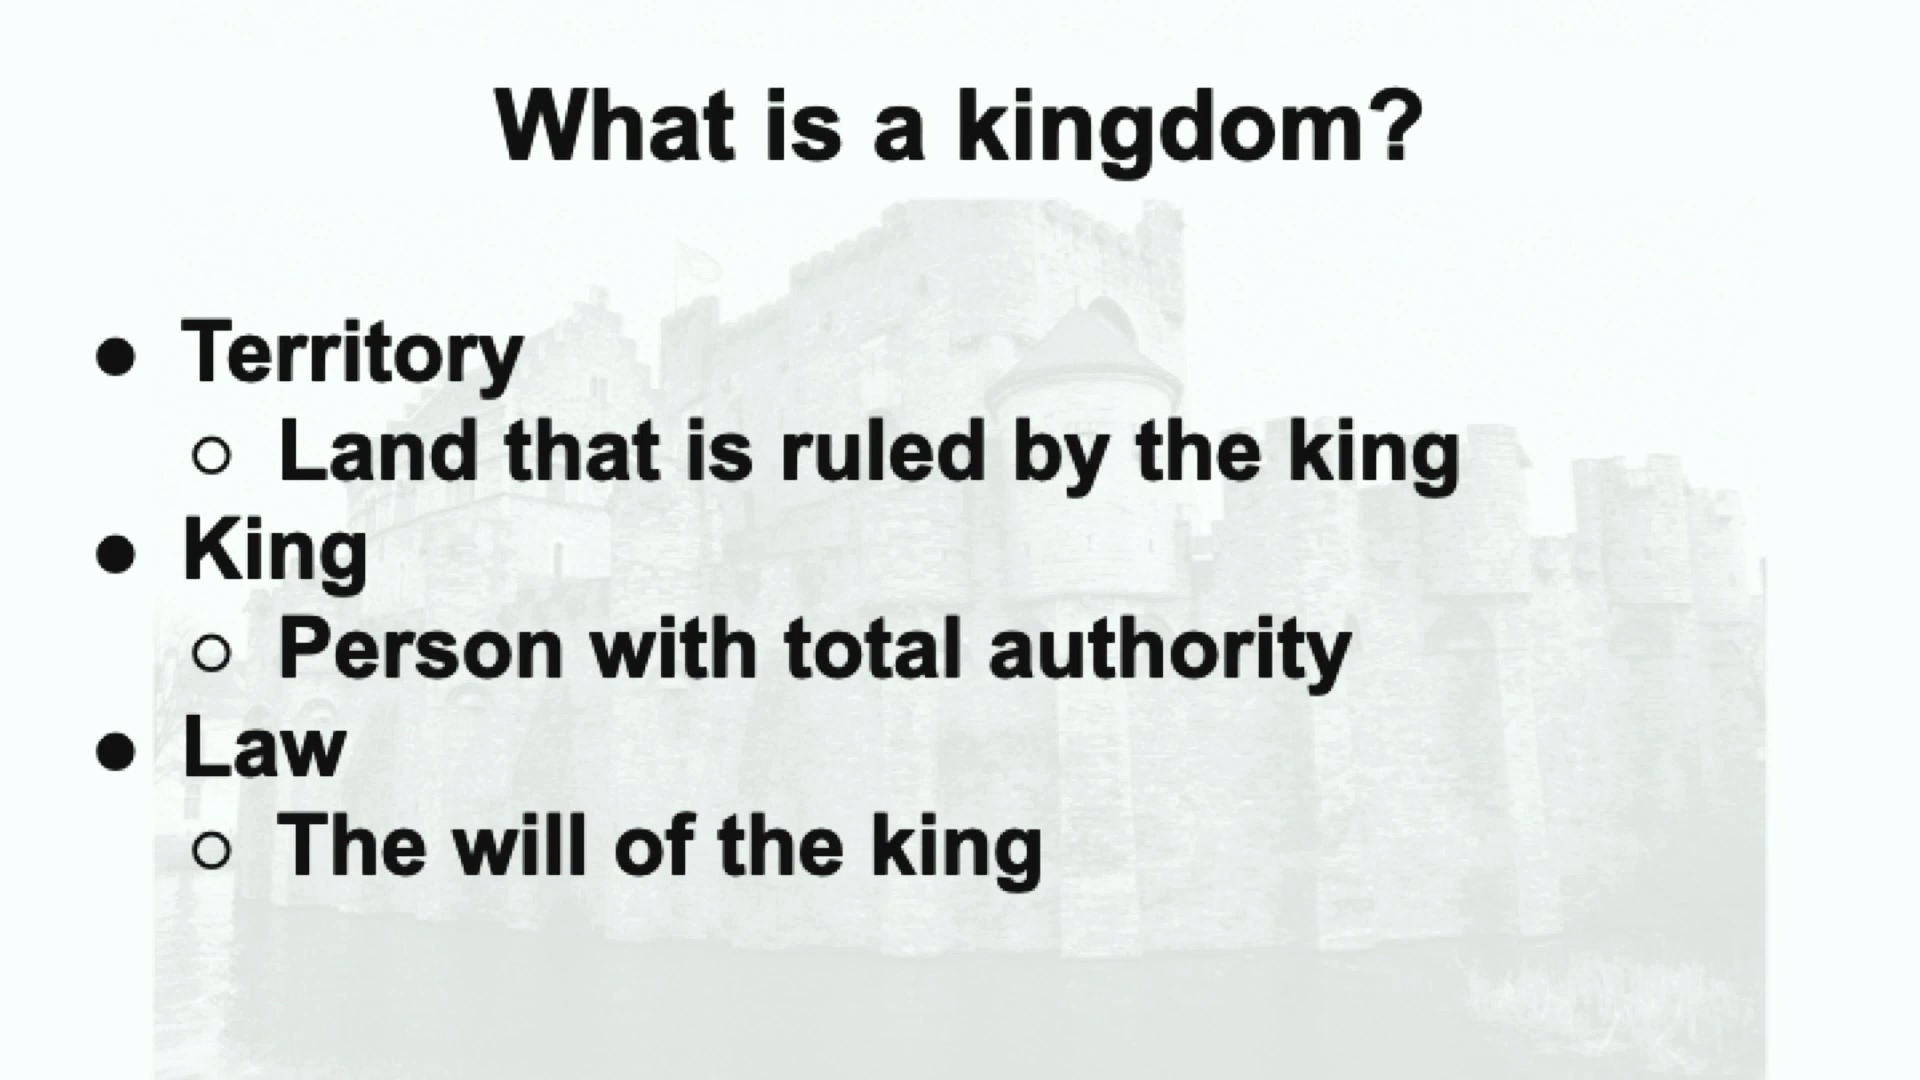 What is a kingdom?
● Territory
○ Land that is ruled by the king
● King
○ Person with total authority
● Law
○ The will of the king